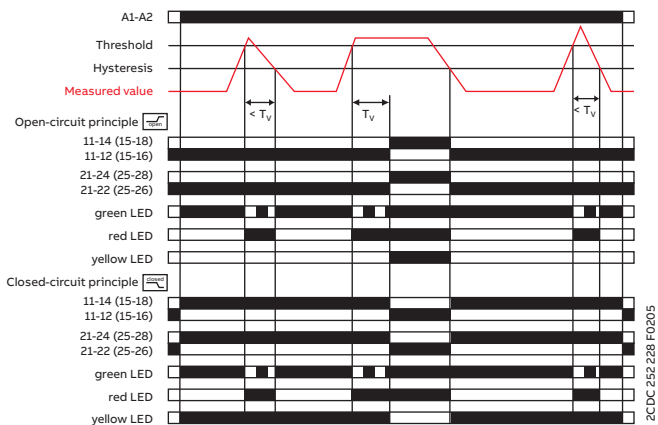 A1-A2
Threshold
Hysteresis
Measured value
< Tv
Tv
< Tv
Open-circuit principle open
11-14 (15-18)
11-12 (15-16)
21-24 (25-28)
21-22 (25-26)
green LED
red LED
yellow LED
Closed-circuit principle closed
11-14 (15-18)
11-12 (15-16)
21-24 (25-28)
21-22 (25-26)
green LED
red LED
yellow LED
2CDC 252 228 F0205